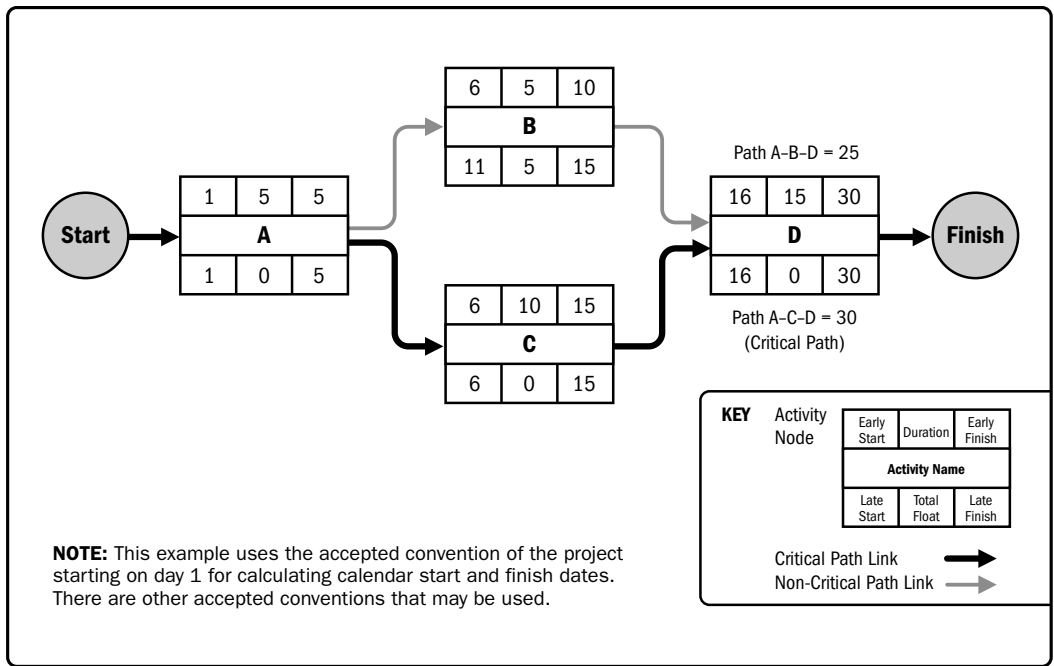 6 5 10
B
11 5 15
Path A–B–D = 25
Start
1 5 5
A
1 0 5
16 15 30
D
16 0 30
Finish
6 10 15
C
6 0 15
Path A–C–D = 30
(Critical Path)
KEY
Activity
Node
Early
Start
Duration
Early
Finish
Activity Name
Late
Start
Total
Float
Late
Finish
Critical Path Link
Non-Critical Path Link
NOTE: This example uses the accepted convention of the project
starting on day 1 for calculating calendar start and finish dates.
There are other accepted conventions that may be used.